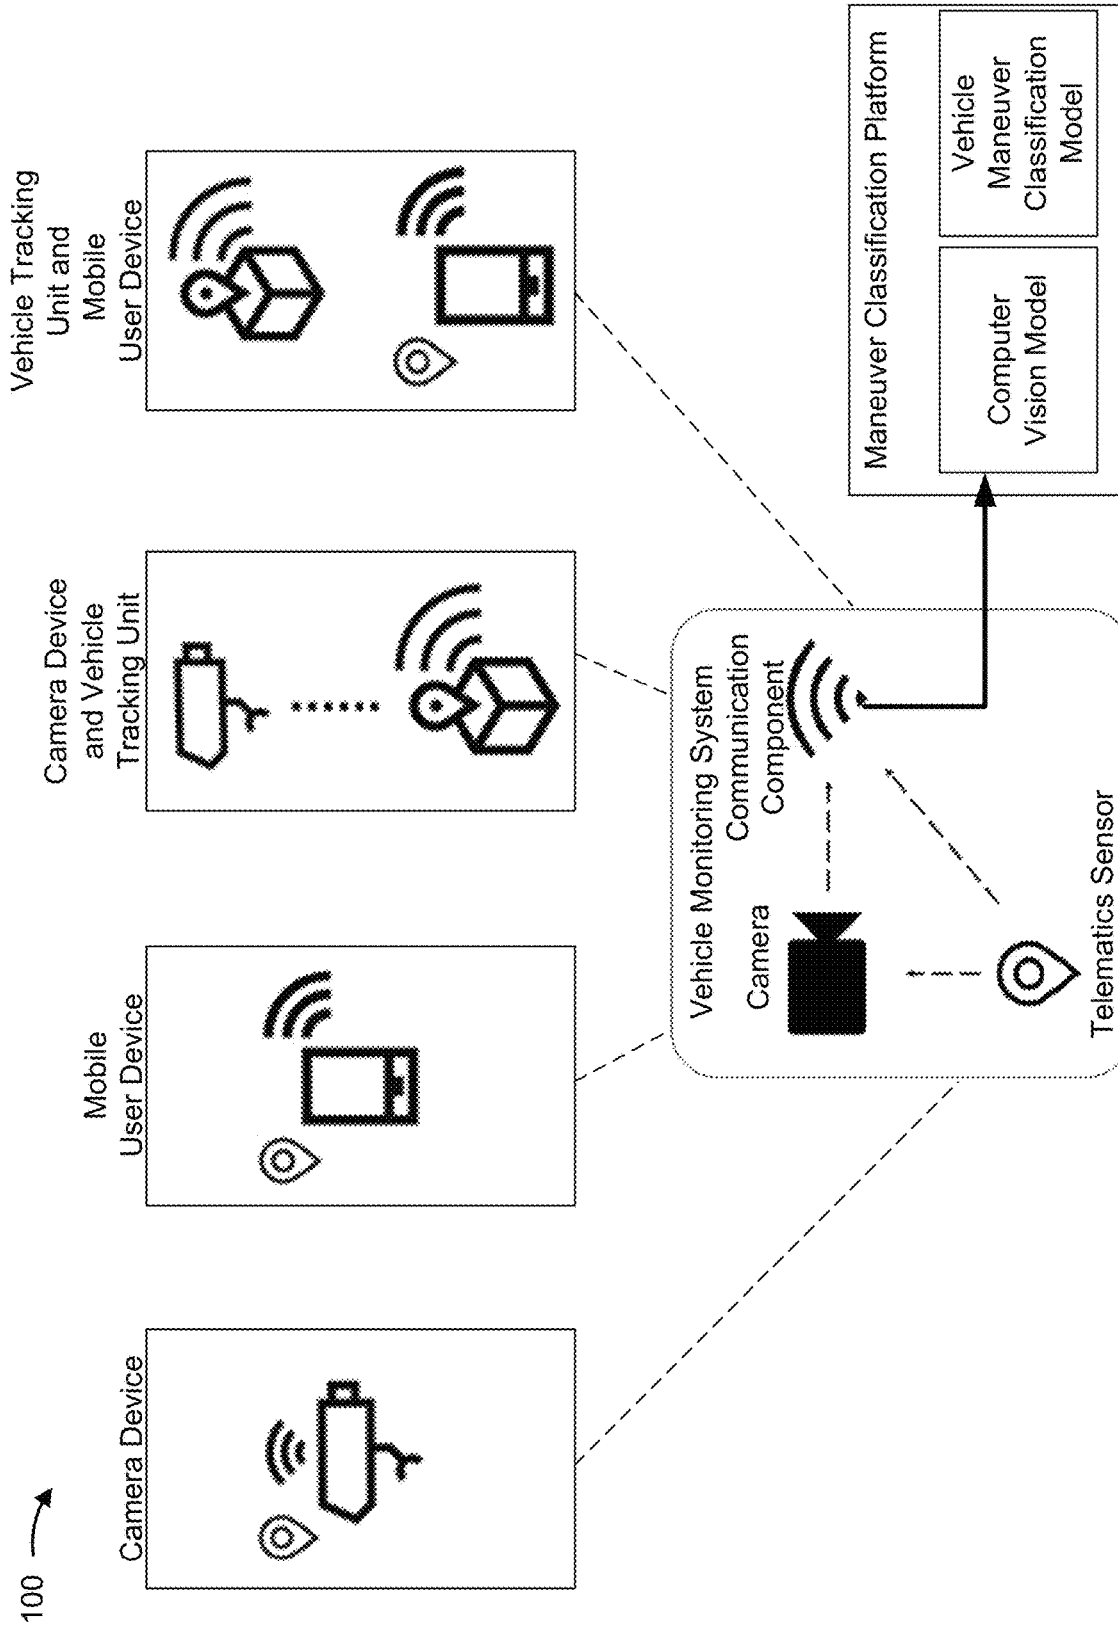 100
Camera Device
Mobile
User Device
Camera Device
and Vehicle
Tracking Unit
Vehicle Tracking
Unit and
Mobile
User Device
Vehicle Monitoring System
Camera
Communication
Component
Telematics Sensor
Maneuver Classification Platform
Computer
Vision Model
Vehicle
Maneuver
Classification
Model